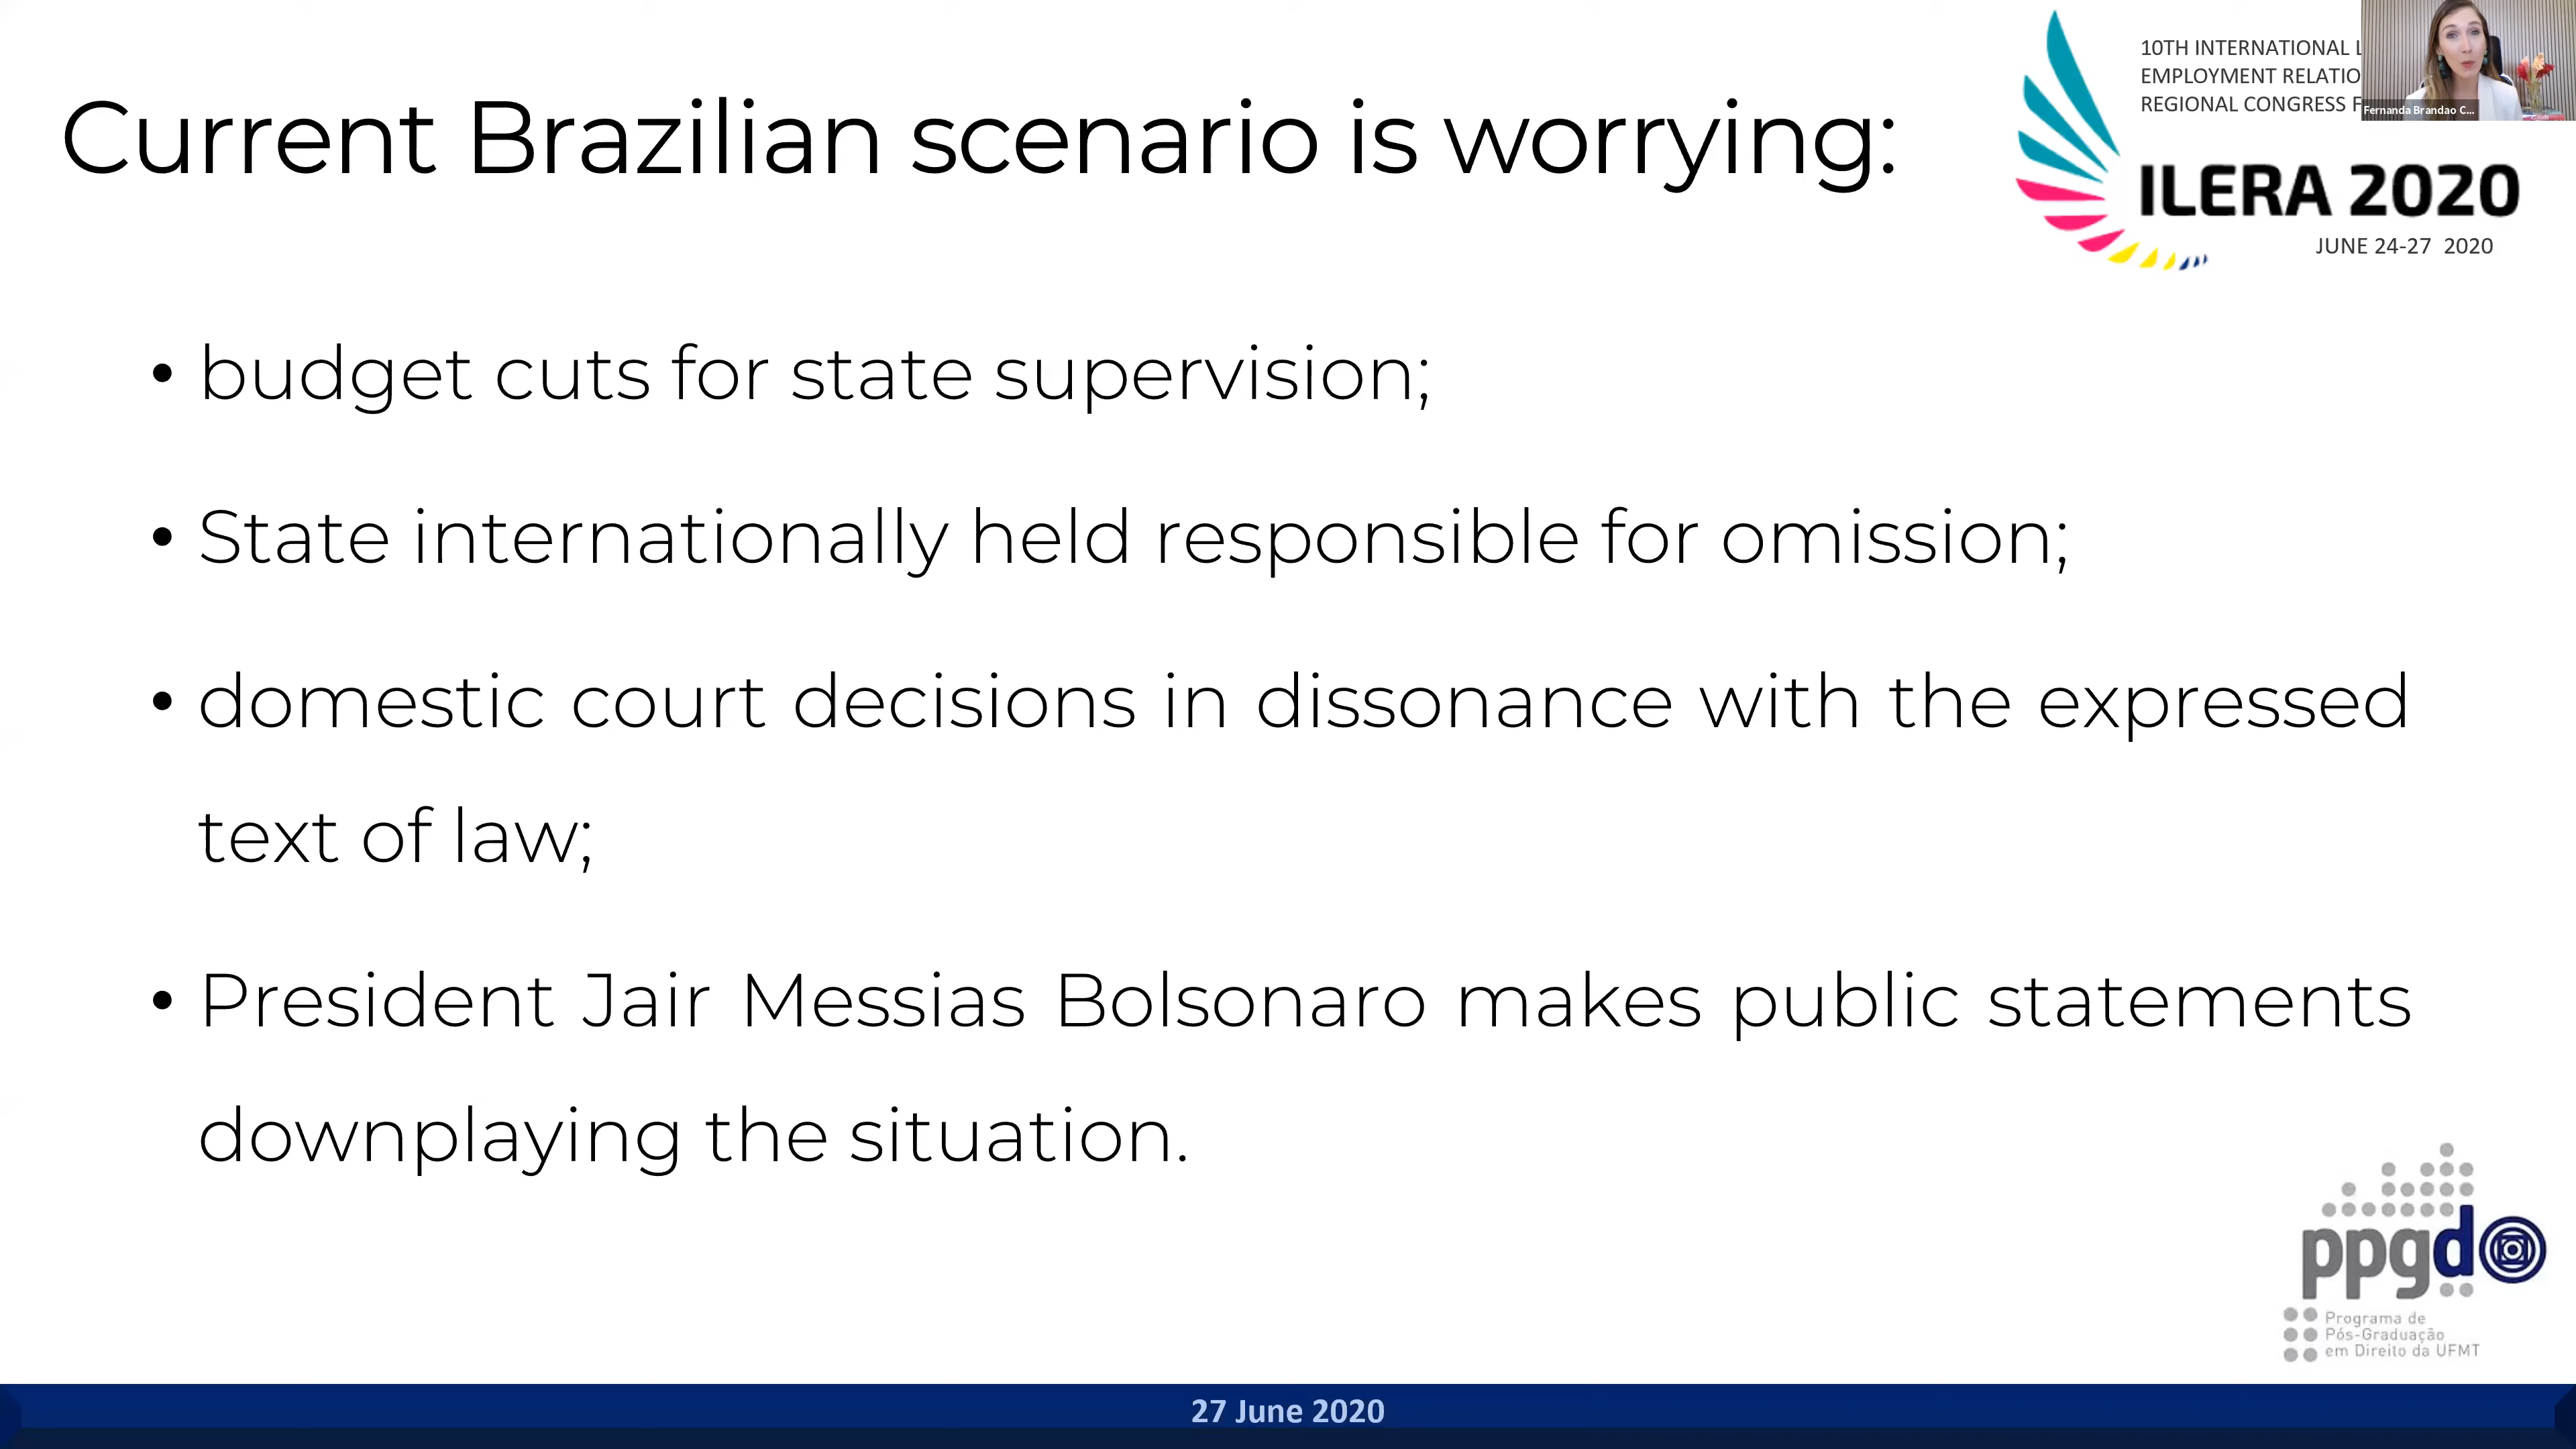 Current Brazilian scenario is worrying:
10TH INTERNATIONAL
EMPLOYMENT RELATIO
REGIONAL CONGRESS F
Fernanda Brandao C...
ILERA 2020
JUNE 24-27 2020
• budget cuts for state supervision;
• State internationally held responsible for omission;
• domestic court decisions in dissonance with the expressed
text of law;
• President Jair Messias Bolsonaro makes public statements
downplaying the situation.
ppgd
Programa de
Pós-Graduação
em Direito da UFMT
27 June 2020